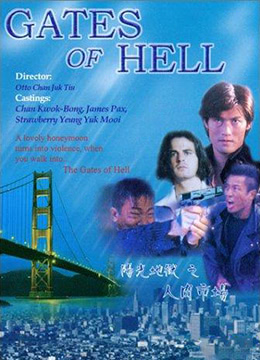 GATES
OF HELL
Director:
Otto Chan Juk Tiu
Castings:
Chan Kwok-Bong, James Pax,
Strawberry Yeung Yuk Mooi
A lovely honeymoon
turns into violence, when
you walk into...
The Gates of Hell
陽光地獄之
人肉市場